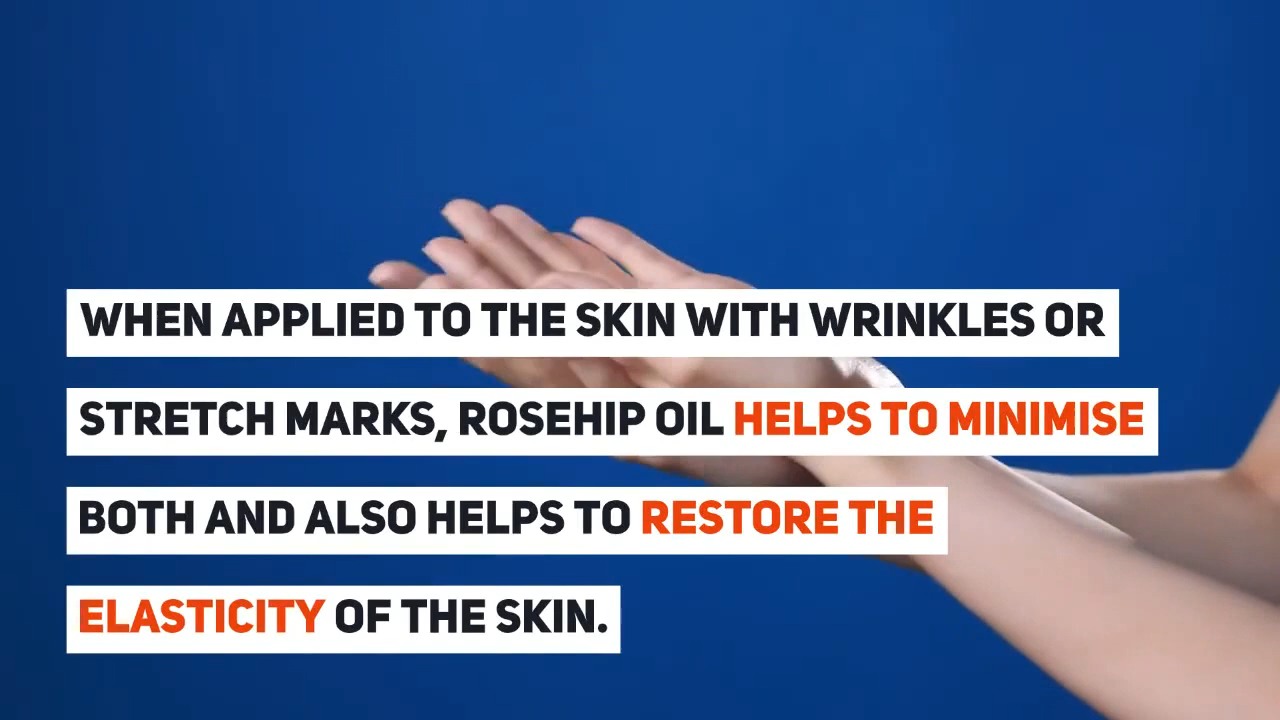 WHEN APPLIED TO THE SKIN WITH WRINKLES OR
STRETCH MARKS, ROSEHIP OIL HELPS TO MINIMISE
BOTH AND ALSO HELPS TO RESTORE THE
ELASTICITY OF THE SKIN.